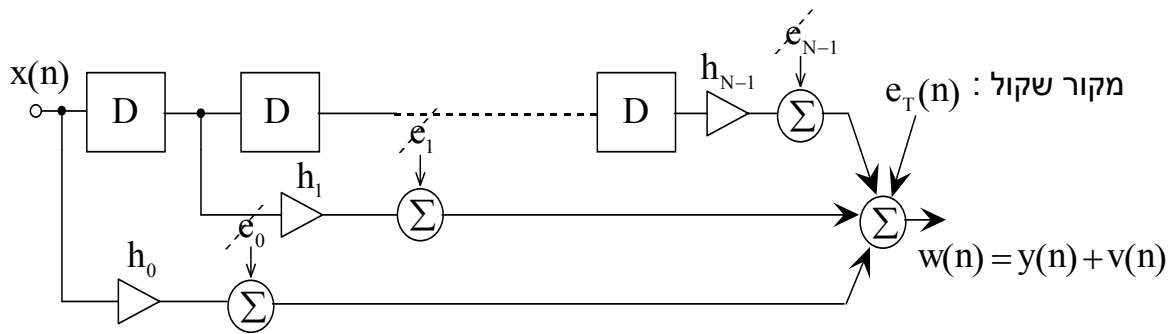 x(n)
D
D
D
h_{N-1}
e_{N-1}
Σ
e_T(n) : מקור שקול
e_1
h_1
Σ
Σ
w(n) = y(n) + v(n)
e_0
h_0
Σ